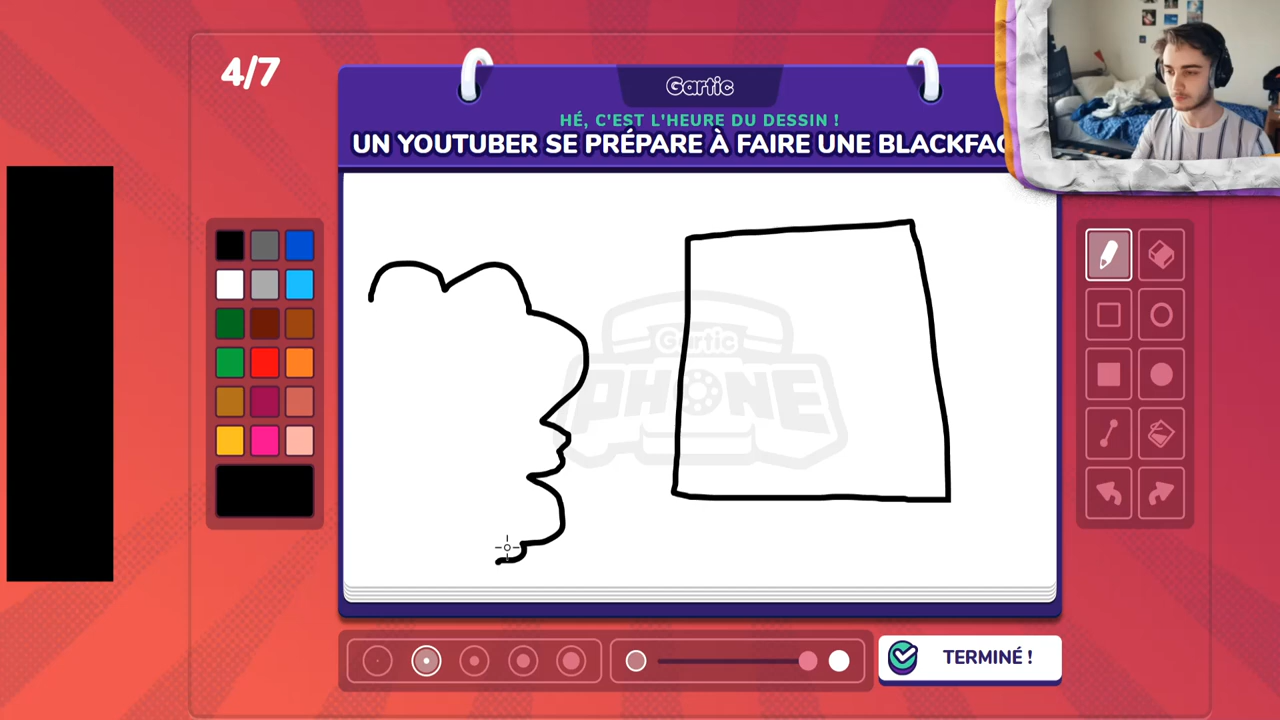 4/7
Gartic
HÉ, C'EST L'HEURE DU DESSIN !
UN YOUTUBER SE PRÉPARE À FAIRE UNE BLACKFAC
Gartic
PHONE
TERMINÉ !